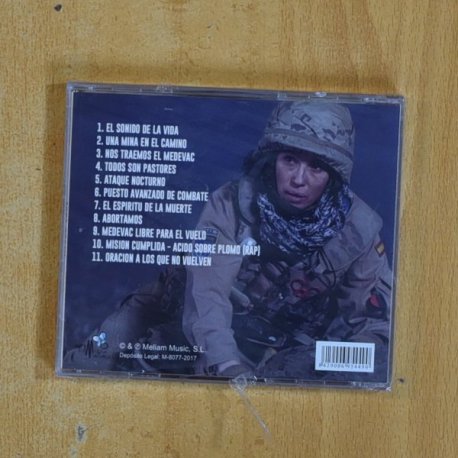 1. EL SONIDO DE LA VIDA
2. UNA MINA EN EL CAMINO
3. NOS TRAEMOS EL MEDEVAC
4. TODOS SON PASTORES
5. ATAQUE NOCTURNO
6. PUESTO AVANZADO DE COMBATE
7. EL ESPIRITU DE LA MUERTE
8. ABORTAMOS
9. MEDEVAC LIBRE PARA EL VUELO
10. MISION CUMPLIDA - ACIDO SOBRE PLOMO (RAP)
11. ORACION A LOS QUE NO VUELVEN
© & ℗ Meliam Music, S.L.
Depósito Legal: M-8077-2017